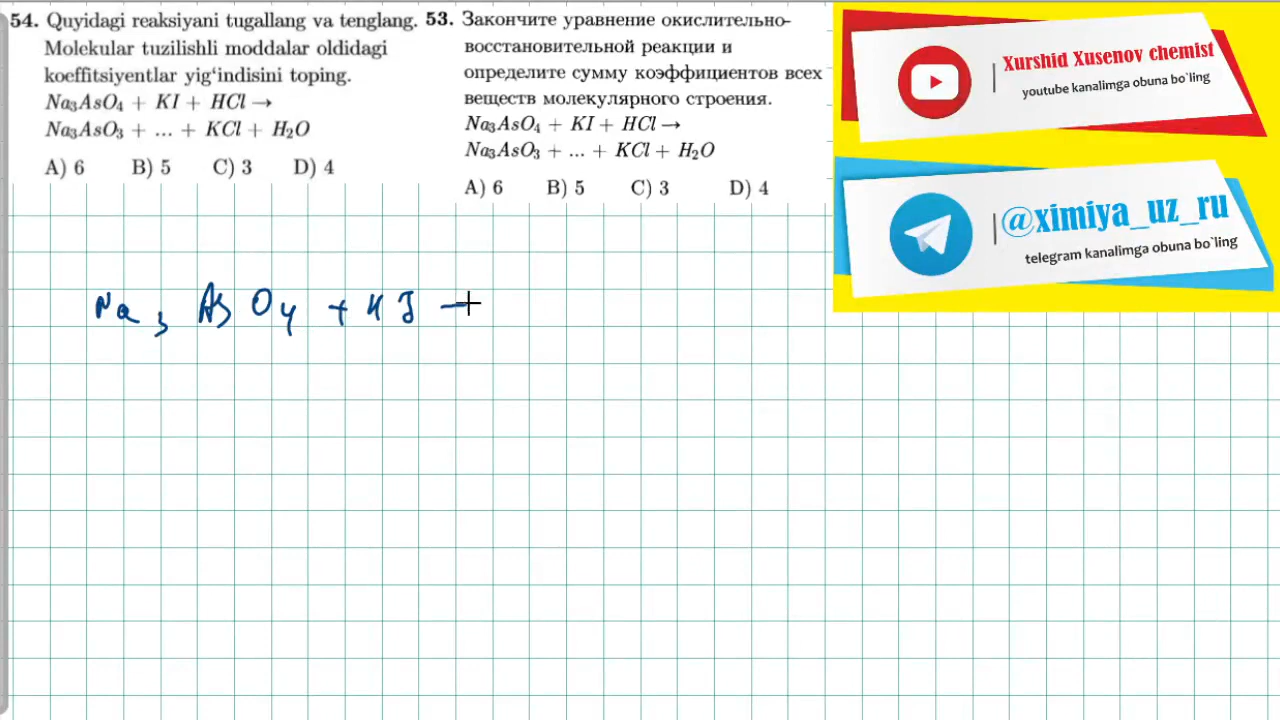 54. Quyidagi reaksiyani tugallang va tenglang.
Molekular tuzilishli moddalar oldidagi
koeffitsiyentlar yig‘indisini toping.
Na₃AsO₄ + KI + HCl →
Na₃AsO₃ + ... + KCl + H₂O
A) 6 B) 5 C) 3 D) 4
53. Закончите уравнение окислительно-
восстановительной реакции и
определите сумму коэффициентов всех
веществ молекулярного строения.
Na₃AsO₄ + KI + HCl →
Na₃AsO₃ + ... + KCl + H₂O
A) 6 B) 5 C) 3 D) 4
Xurshid Xusenov chemist
youtube kanalimga obuna bo`ling
@ximiya_uz_ru
telegram kanalimga obuna bo`ling
Na₃AsO₄ + KJ +